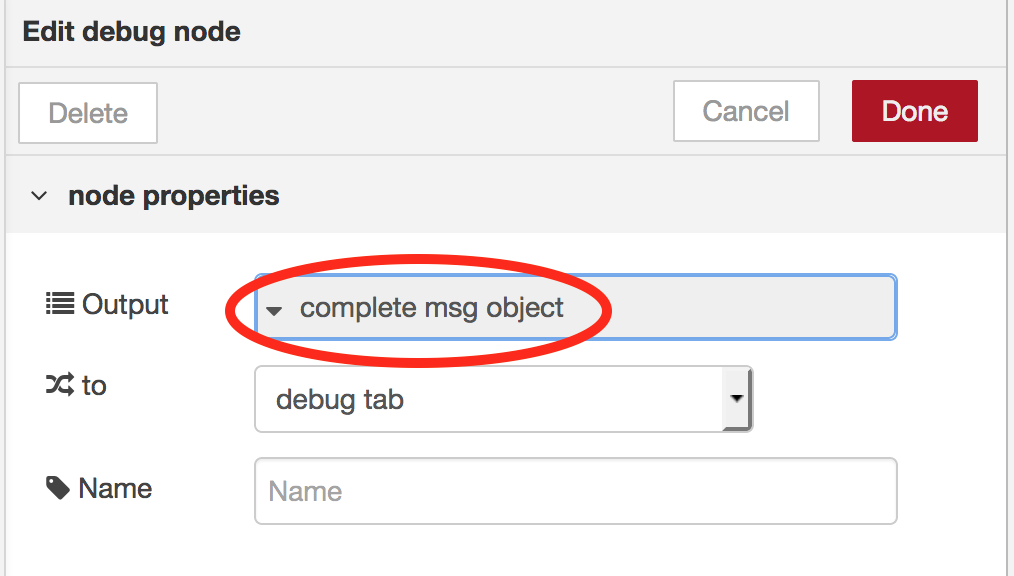 Edit debug node
Delete Cancel Done
node properties
Output complete msg object
to debug tab
Name Name